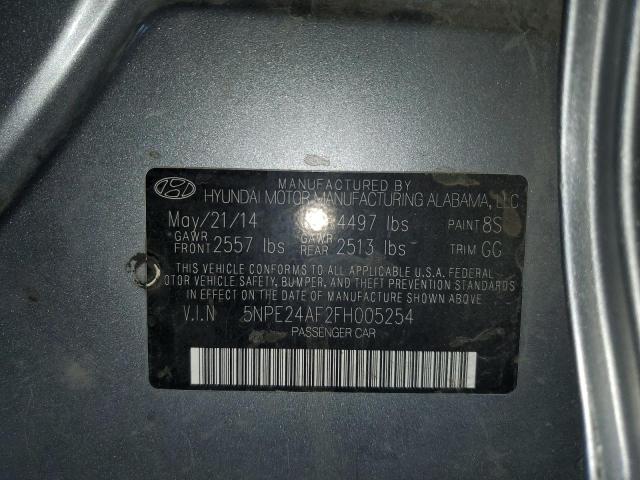 MANUFACTURED BY
HYUNDAI MOTOR MANUFACTURING ALABAMA, LLC
May/21/14 4497 lbs PAINT 8S
GAWR FRONT 2557 lbs GAWR REAR 2513 lbs TRIM GG
THIS VEHICLE CONFORMS TO ALL APPLICABLE U.S.A. FEDERAL
MOTOR VEHICLE SAFETY, BUMPER, AND THEFT PREVENTION STANDARDS
IN EFFECT ON THE DATE OF MANUFACTURE SHOWN ABOVE.
V.I.N 5NPE24AF2FH005254
PASSENGER CAR